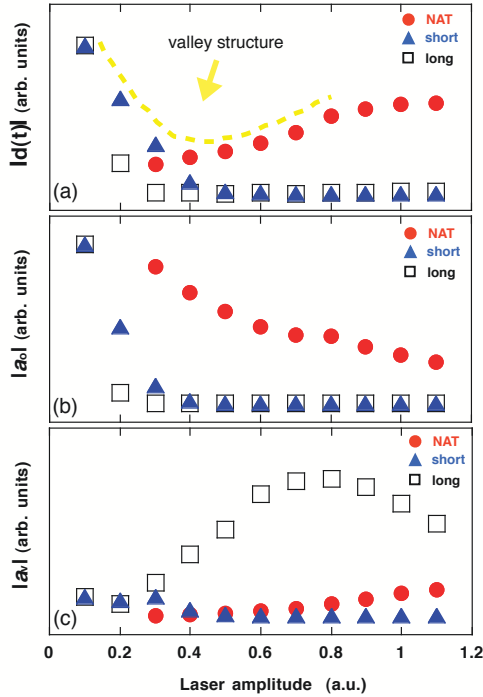 |d(t)| (arb. units)
valley structure
NAT
short
long
(a)
|a₀| (arb. units)
NAT
short
long
(b)
|aᵥ| (arb. units)
NAT
short
long
(c)
0 0.2 0.4 0.6 0.8 1 1.2
Laser amplitude (a.u.)